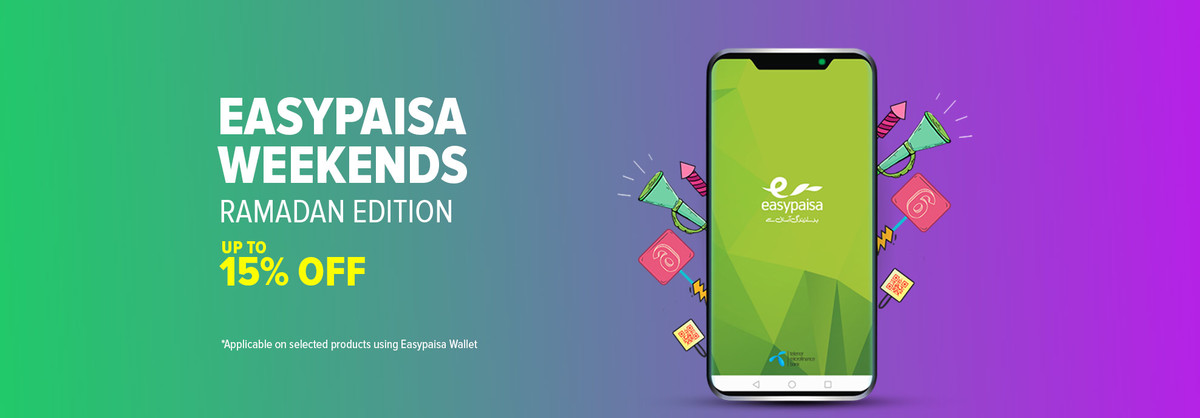 EASYPAISA
WEEKENDS
RAMADAN EDITION
UP TO
15% OFF
*Applicable on selected products using Easypaisa Wallet
easypaisa